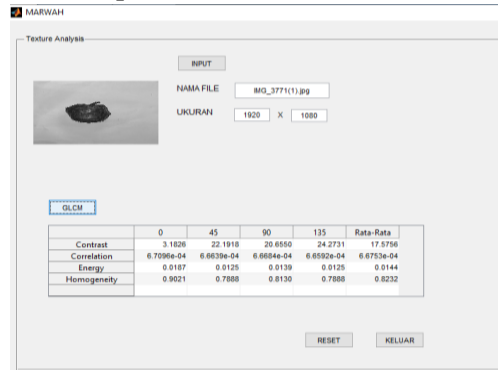 MARWAH
Texture Analysis
INPUT
NAMA FILE IMG_3771(1).jpg
UKURAN 1920 X 1080
GLCM
0 45 90 135 Rata-Rata
Contrast 3.1826 22.1918 20.6550 24.2731 17.5756
Correlation 6.7096e-04 6.6639e-04 6.6684e-04 6.6592e-04 6.6753e-04
Energy 0.0187 0.0125 0.0139 0.0125 0.0144
Homogeneity 0.9021 0.7888 0.8130 0.7888 0.8232
RESET KELUAR